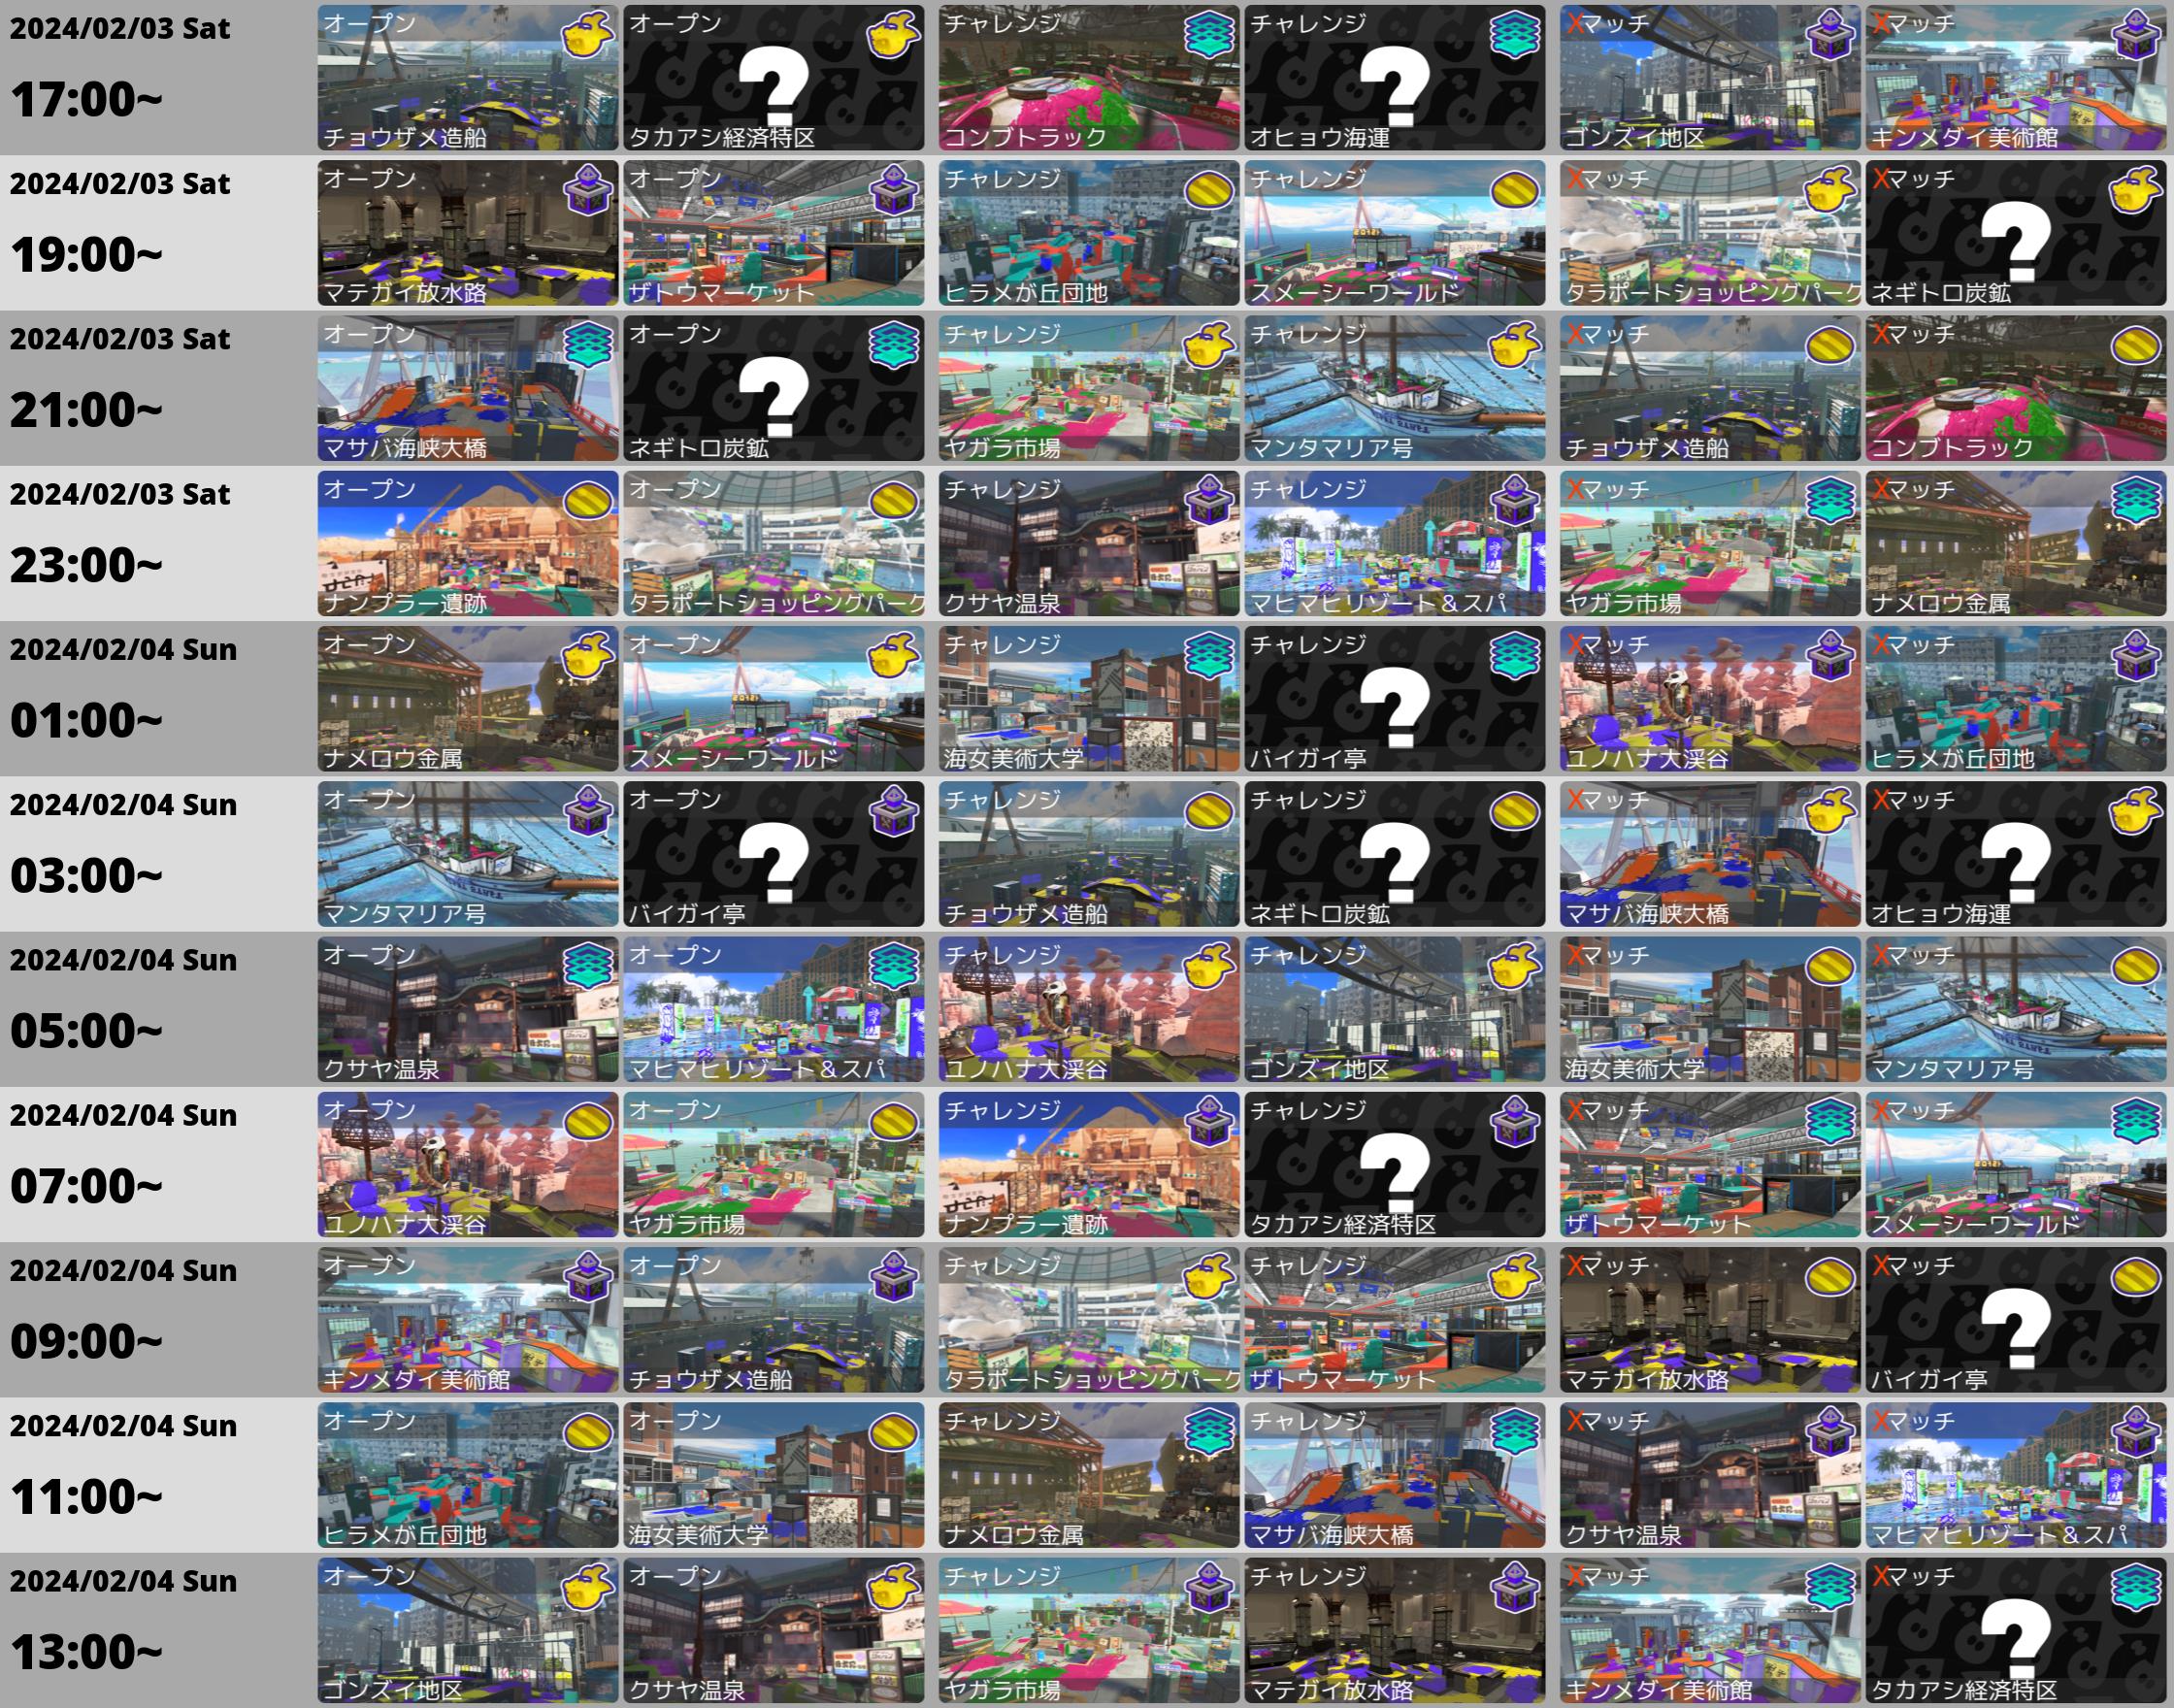 2024/02/03 Sat
17:00~
オープン
チョウザメ造船
オープン
タカアシ経済特区
チャレンジ
コンブトラック
チャレンジ
オヒョウ海運
Xマッチ
ゴンズイ地区
Xマッチ
キンメダイ美術館
2024/02/03 Sat
19:00~
オープン
マテガイ放水路
オープン
ザトウマーケット
チャレンジ
ヒラメが丘団地
チャレンジ
スメーシーワールド
Xマッチ
タラポートショッピングパーク
Xマッチ
ネギトロ炭鉱
2024/02/03 Sat
21:00~
オープン
マサバ海峡大橋
オープン
ネギトロ炭鉱
チャレンジ
ヤガラ市場
チャレンジ
マンタマリア号
Xマッチ
チョウザメ造船
Xマッチ
コンブトラック
2024/02/03 Sat
23:00~
オープン
ナンプラー遺跡
オープン
タラポートショッピングパーク
チャレンジ
クサヤ温泉
チャレンジ
マヒマヒリゾート＆スパ
Xマッチ
ヤガラ市場
Xマッチ
ナメロウ金属
2024/02/04 Sun
01:00~
オープン
ナメロウ金属
オープン
スメーシーワールド
チャレンジ
海女美術大学
チャレンジ
バイガイ亭
Xマッチ
ユノハナ大渓谷
Xマッチ
ヒラメが丘団地
2024/02/04 Sun
03:00~
オープン
マンタマリア号
オープン
バイガイ亭
チャレンジ
チョウザメ造船
チャレンジ
ネギトロ炭鉱
Xマッチ
マサバ海峡大橋
Xマッチ
オヒョウ海運
2024/02/04 Sun
05:00~
オープン
クサヤ温泉
オープン
マヒマヒリゾート＆スパ
チャレンジ
ユノハナ大渓谷
チャレンジ
ゴンズイ地区
Xマッチ
海女美術大学
Xマッチ
マンタマリア号
2024/02/04 Sun
07:00~
オープン
ユノハナ大渓谷
オープン
ヤガラ市場
チャレンジ
ナンプラー遺跡
チャレンジ
タカアシ経済特区
Xマッチ
ザトウマーケット
Xマッチ
スメーシーワールド
2024/02/04 Sun
09:00~
オープン
キンメダイ美術館
オープン
チョウザメ造船
チャレンジ
タラポートショッピングパーク
チャレンジ
ザトウマーケット
Xマッチ
マテガイ放水路
Xマッチ
バイガイ亭
2024/02/04 Sun
11:00~
オープン
ヒラメが丘団地
オープン
海女美術大学
チャレンジ
ナメロウ金属
チャレンジ
マサバ海峡大橋
Xマッチ
クサヤ温泉
Xマッチ
マヒマヒリゾート＆スパ
2024/02/04 Sun
13:00~
オープン
ゴンズイ地区
オープン
クサヤ温泉
チャレンジ
ヤガラ市場
チャレンジ
マテガイ放水路
Xマッチ
キンメダイ美術館
Xマッチ
タカアシ経済特区